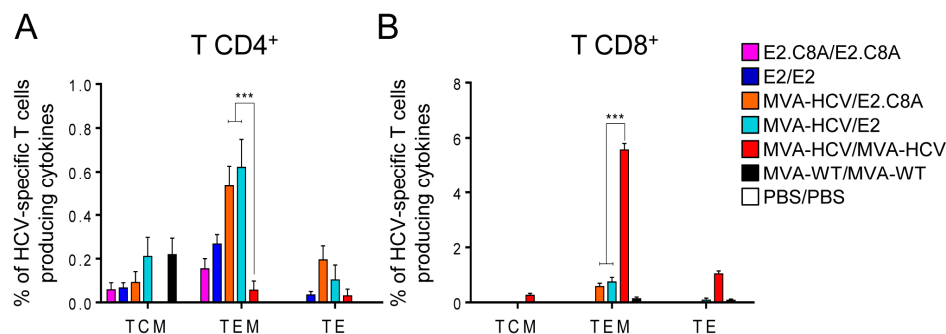 A
T CD4+
% of HCV-specific T cells
producing cytokines
1.0
0.8
0.6
0.4
0.2
0.0
***
TCM
TEM
TE
B
T CD8+
% of HCV-specific T cells
producing cytokines
8
6
4
2
0
***
TCM
TEM
TE
E2.C8A/E2.C8A
E2/E2
MVA-HCV/E2.C8A
MVA-HCV/E2
MVA-HCV/MVA-HCV
MVA-WT/MVA-WT
PBS/PBS